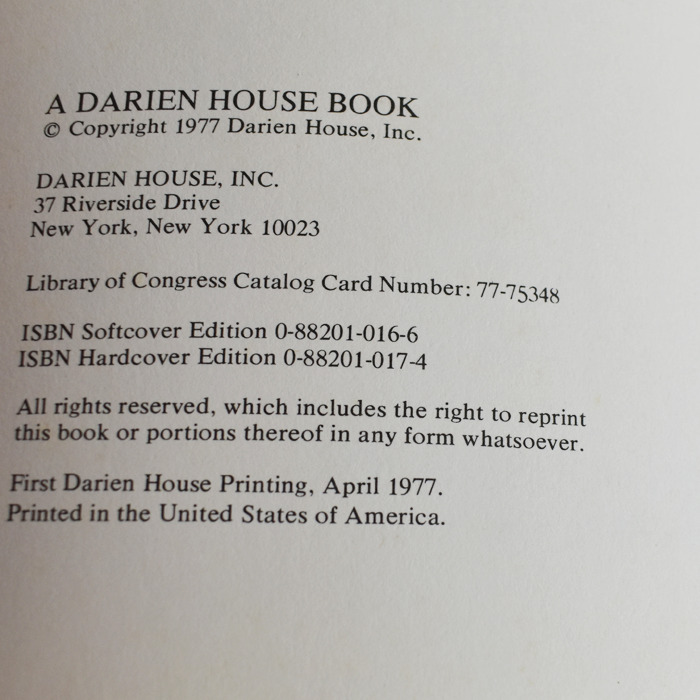 A DARIEN HOUSE BOOK
© Copyright 1977 Darien House, Inc.
DARIEN HOUSE, INC.
37 Riverside Drive
New York, New York 10023
Library of Congress Catalog Card Number: 77-75348
ISBN Softcover Edition 0-88201-016-6
ISBN Hardcover Edition 0-88201-017-4
All rights reserved, which includes the right to reprint
this book or portions thereof in any form whatsoever.
First Darien House Printing, April 1977.
Printed in the United States of America.